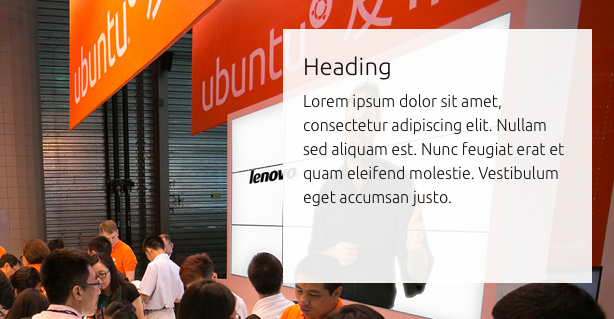 ubuntu
ubuntu 友
Heading
Lorem ipsum dolor sit amet,
consectetur adipiscing elit. Nullam
sed aliquam est. Nunc feugiat erat et
quam eleifend molestie. Vestibulum
eget accumsan justo.
lenovo